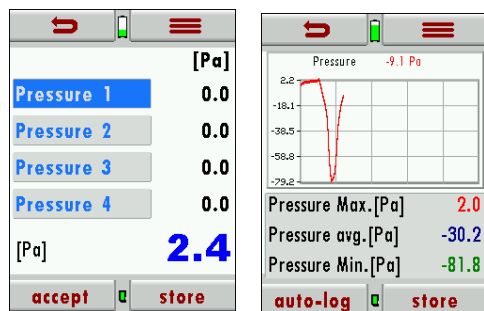 [Pa]
Pressure 1 0.0
Pressure 2 0.0
Pressure 3 0.0
Pressure 4 0.0
[Pa] 2.4
accept store
Pressure -9.1 Pa
2.2
-18.1
-38.5
-58.8
-79.2
Pressure Max.[Pa] 2.0
Pressure avg.[Pa] -30.2
Pressure Min.[Pa] -81.8
auto-log store